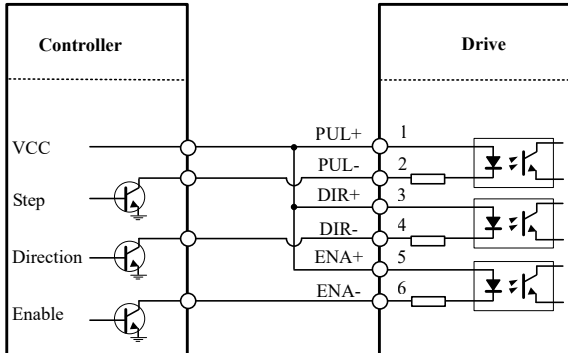 Controller
Drive
VCC
PUL+ 1
PUL- 2
Step
DIR+ 3
DIR- 4
Direction
ENA+ 5
ENA- 6
Enable